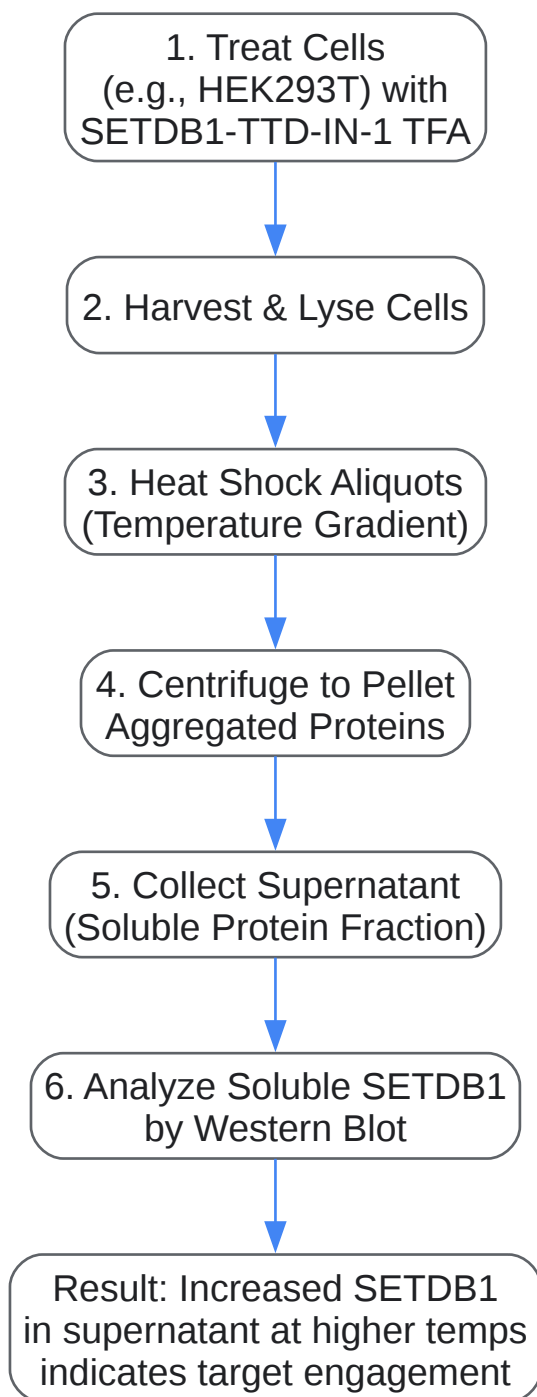 1. Treat Cells
(e.g., HEK293T) with
SETDB1-TTD-IN-1 TFA
2. Harvest & Lyse Cells
3. Heat Shock Aliquots
(Temperature Gradient)
4. Centrifuge to Pellet
Aggregated Proteins
5. Collect Supernatant
(Soluble Protein Fraction)
6. Analyze Soluble SETDB1
by Western Blot
Result: Increased SETDB1
in supernatant at higher temps
indicates target engagement